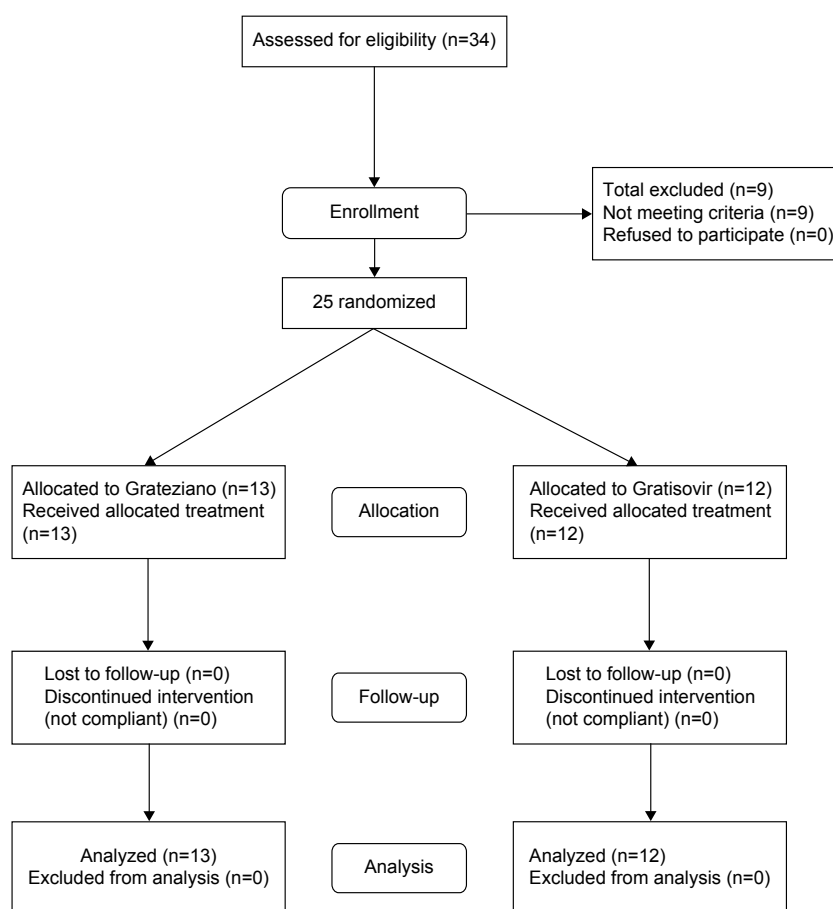 Assessed for eligibility (n=34)
Enrollment
Total excluded (n=9)
Not meeting criteria (n=9)
Refused to participate (n=0)
25 randomized
Allocated to Grateziano (n=13)
Received allocated treatment
(n=13)
Allocation
Allocated to Gratisovir (n=12)
Received allocated treatment
(n=12)
Lost to follow-up (n=0)
Discontinued intervention
(not compliant) (n=0)
Follow-up
Lost to follow-up (n=0)
Discontinued intervention
(not compliant) (n=0)
Analyzed (n=13)
Excluded from analysis (n=0)
Analysis
Analyzed (n=12)
Excluded from analysis (n=0)